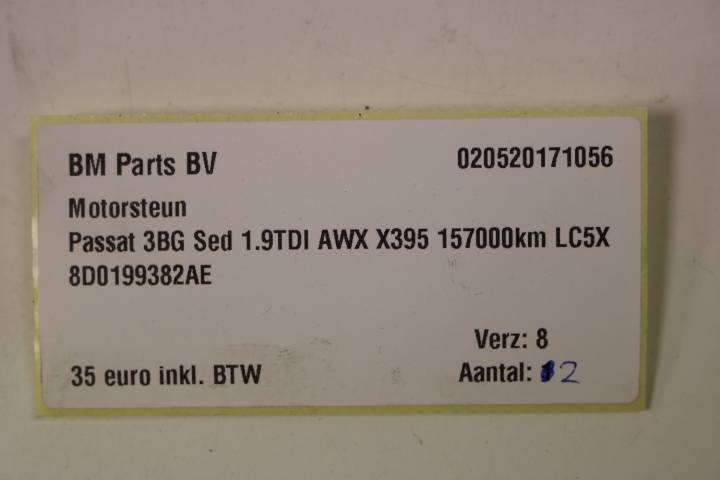 BM Parts BV 020520171056
Motorsteun
Passat 3BG Sed 1.9TDI AWX X395 157000km LC5X
8D0199382AE
Verz: 8
35 euro inkl. BTW Aantal: 2